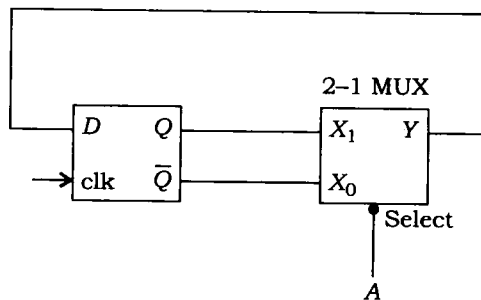 2–1 MUX
D Q
clk Q̅
X₁ Y
X₀
Select
A